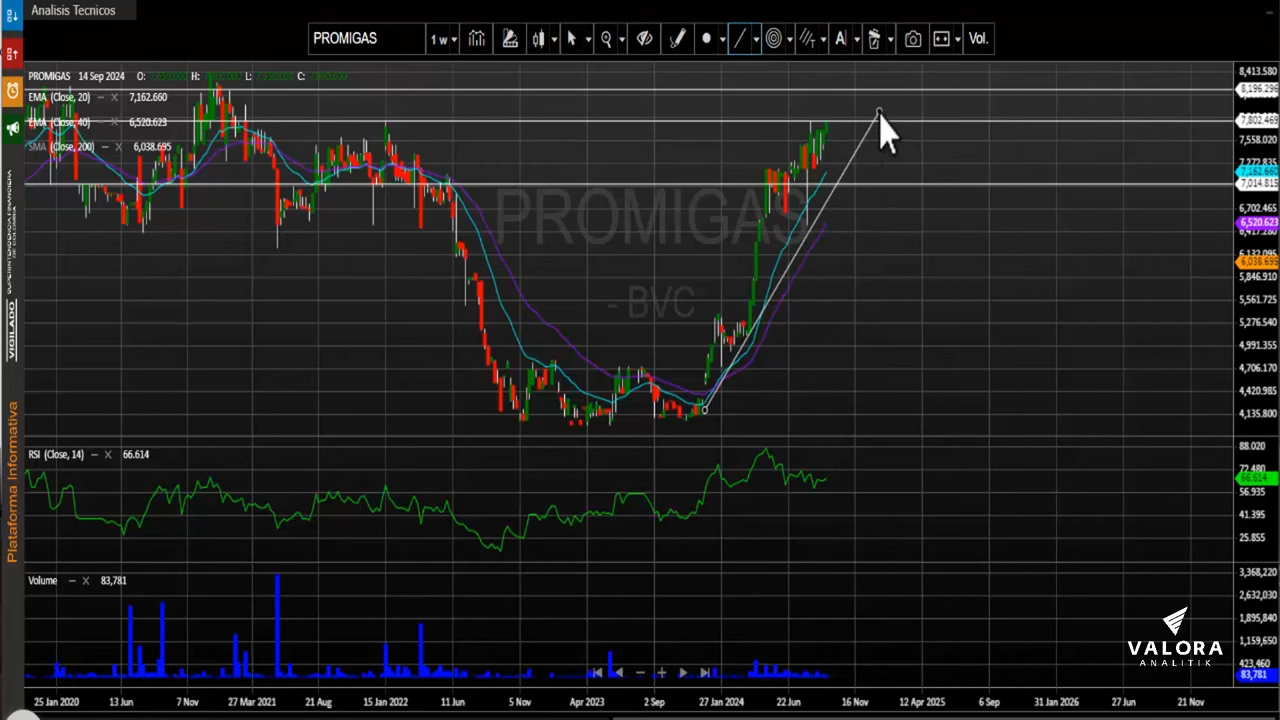 Analisis Tecnicos
PROMIGAS
1 w
Vol.
PROMIGAS 14 Sep 2024 O: H: L: C:
EMA (Close, 20) 7,162.660
EMA (Close, 40) 6,520.623
SMA (Close, 200) 6,038.695
PROMIGAS
- BVC
8,413.580
8,196.296
7,802.469
7,558.020
7,272.835
7,162.660
7,014.815
6,702.465
6,520.623
6,417.280
6,038.695
5,846.910
5,561.725
5,276.540
4,991.355
4,706.170
4,420.985
4,135.800
RSI (Close, 14) 66.614
88.020
72.480
66.614
56.935
41.395
25.855
Volume 83,781
3,368,220
2,632,030
1,895,840
1,159,650
423,460
83,781
25 Jan 2020 13 Jun 7 Nov 27 Mar 2021 21 Aug 15 Jan 2022 11 Jun 5 Nov Apr 2023 2 Sep 27 Jan 2024 22 Jun 16 Nov 12 Apr 2025 6 Sep 31 Jan 2026 27 Jun 21 Nov
VIGILADO
SUPERINTENDENCIA FINANCIERA
DE COLOMBIA
Plataforma Informativa
VALORA
ANALITIK